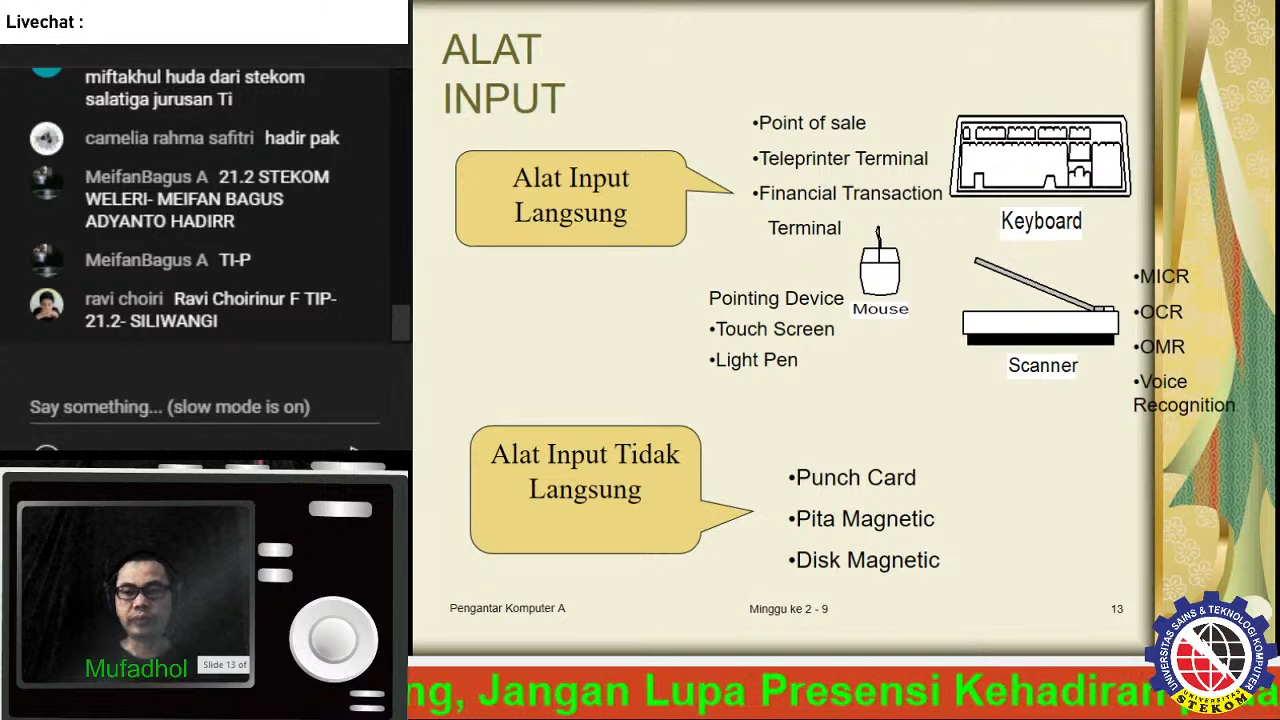 Livechat :
miftakhul huda dari stekom
salatiga jurusan Ti
camelia rahma safitri hadir pak
MeifanBagus A 21.2 STEKOM
WELERI- MEIFAN BAGUS
ADYANTO HADIRR
MeifanBagus A TI-P
ravi choiri Ravi Choirinur F TIP-
21.2- SILIWANGI
Say something... (slow mode is on)
Mufadhol
Slide 13 of
ALAT
INPUT
Alat Input
Langsung
•Point of sale
•Teleprinter Terminal
•Financial Transaction
Terminal
Keyboard
Mouse
Pointing Device
•Touch Screen
•Light Pen
Scanner
•MICR
•OCR
•OMR
•Voice
Recognition
Alat Input Tidak
Langsung
•Punch Card
•Pita Magnetic
•Disk Magnetic
Pengantar Komputer A
Minggu ke 2 - 9
13
UNIVERSITAS SAINS & TEKNOLOGI KOMPUTER
UNIVERSITAS
STEKOM
ng, Jangan Lupa Presensi Kehadiran